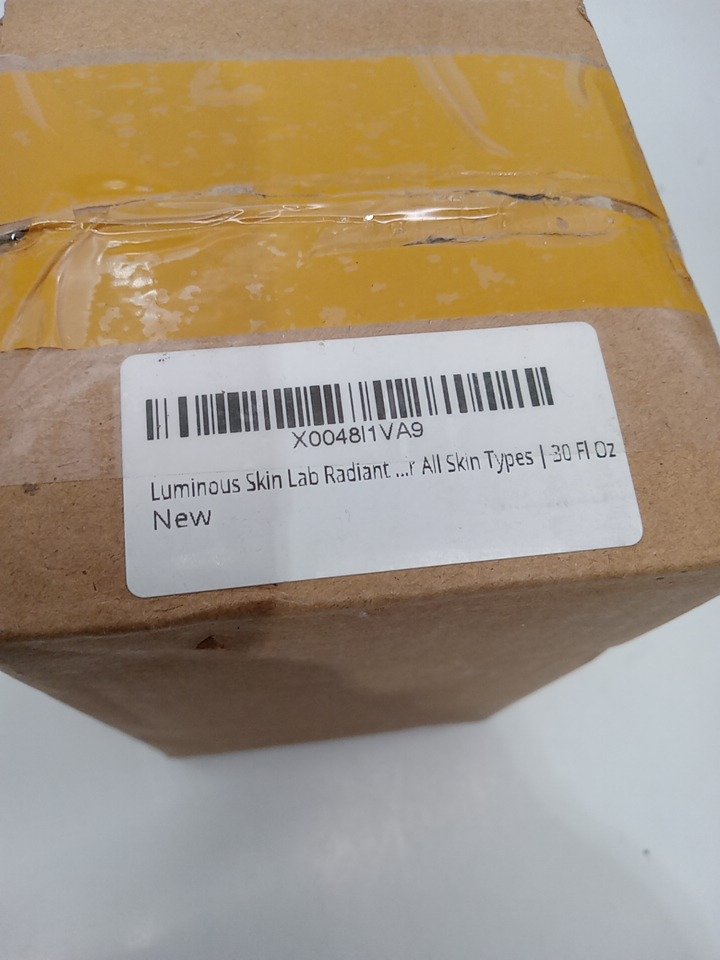 X0048I1VA9
Luminous Skin Lab Radiant ...r All Skin Types | 30 Fl Oz
New